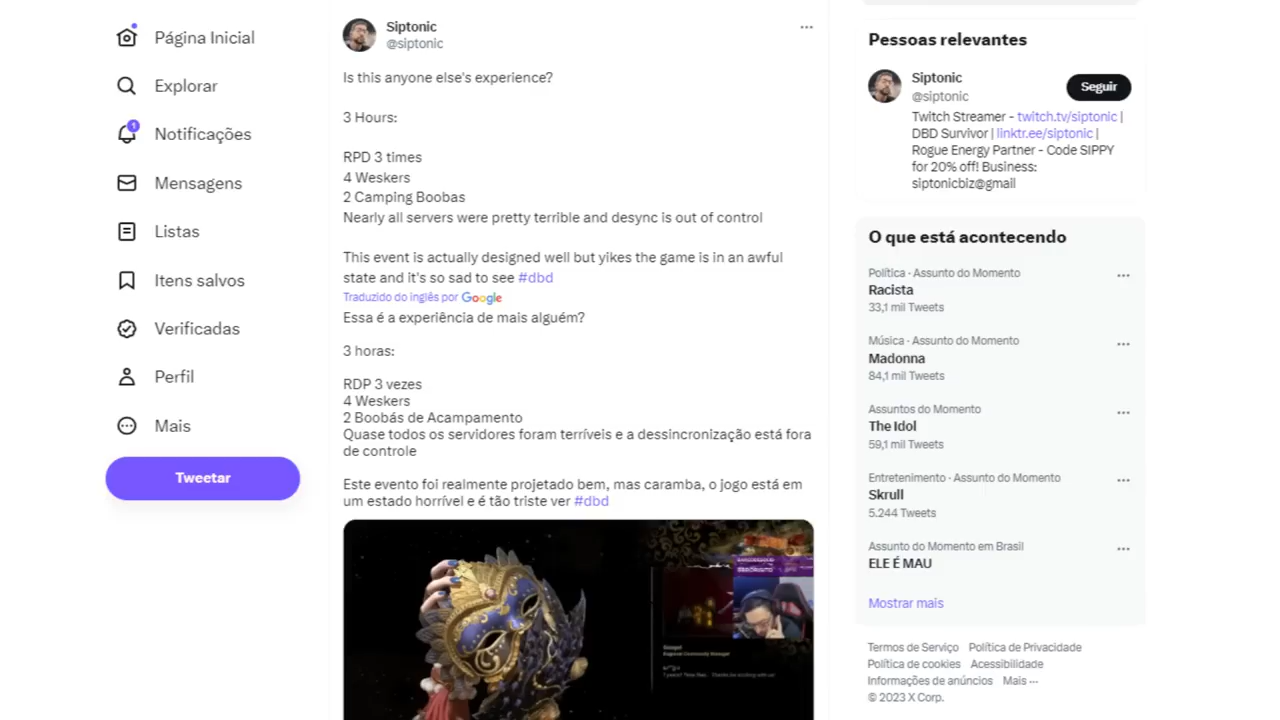 Página Inicial
Explorar
1
Notificações
Mensagens
Listas
Itens salvos
Verificadas
Perfil
Mais
Tweetar
Siptonic
@siptonic
Is this anyone else's experience?
3 Hours:
RPD 3 times
4 Weskers
2 Camping Boobas
Nearly all servers were pretty terrible and desync is out of control
This event is actually designed well but yikes the game is in an awful
state and it's so sad to see #dbd
Traduzido do inglês por Google
Essa é a experiência de mais alguém?
3 horas:
RDP 3 vezes
4 Weskers
2 Boobás de Acampamento
Quase todos os servidores foram terríveis e a dessincronização está fora
de controle
Este evento foi realmente projetado bem, mas caramba, o jogo está em
um estado horrível e é tão triste ver #dbd
Pessoas relevantes
Siptonic
@siptonic
Seguir
Twitch Streamer - twitch.tv/siptonic |
DBD Survivor | linktr.ee/siptonic |
Rogue Energy Partner - Code SIPPY
for 20% off! Business:
siptonicbiz@gmail
O que está acontecendo
Política · Assunto do Momento
Racista
33,1 mil Tweets
Música · Assunto do Momento
Madonna
84,1 mil Tweets
Assuntos do Momento
The Idol
59,1 mil Tweets
Entretenimento · Assunto do Momento
Skrull
5.244 Tweets
Assunto do Momento em Brasil
ELE É MAU
Mostrar mais
Termos de Serviço Política de Privacidade
Política de cookies Acessibilidade
Informações de anúncios Mais ···
© 2023 X Corp.